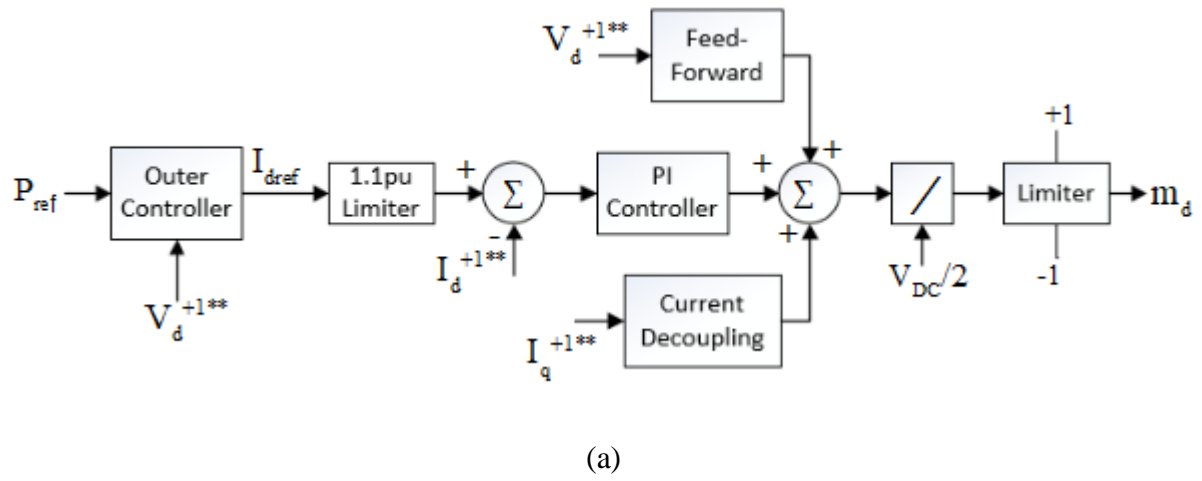 V_d^{+1**}
Feed-
Forward
+
+1
P_ref
Outer
Controller
I_dref
1.1pu
Limiter
+
Σ
-
I_d^{+1**}
PI
Controller
+
Σ
+
/
Limiter
m_d
V_d^{+1**}
I_q^{+1**}
Current
Decoupling
V_DC/2
-1
(a)